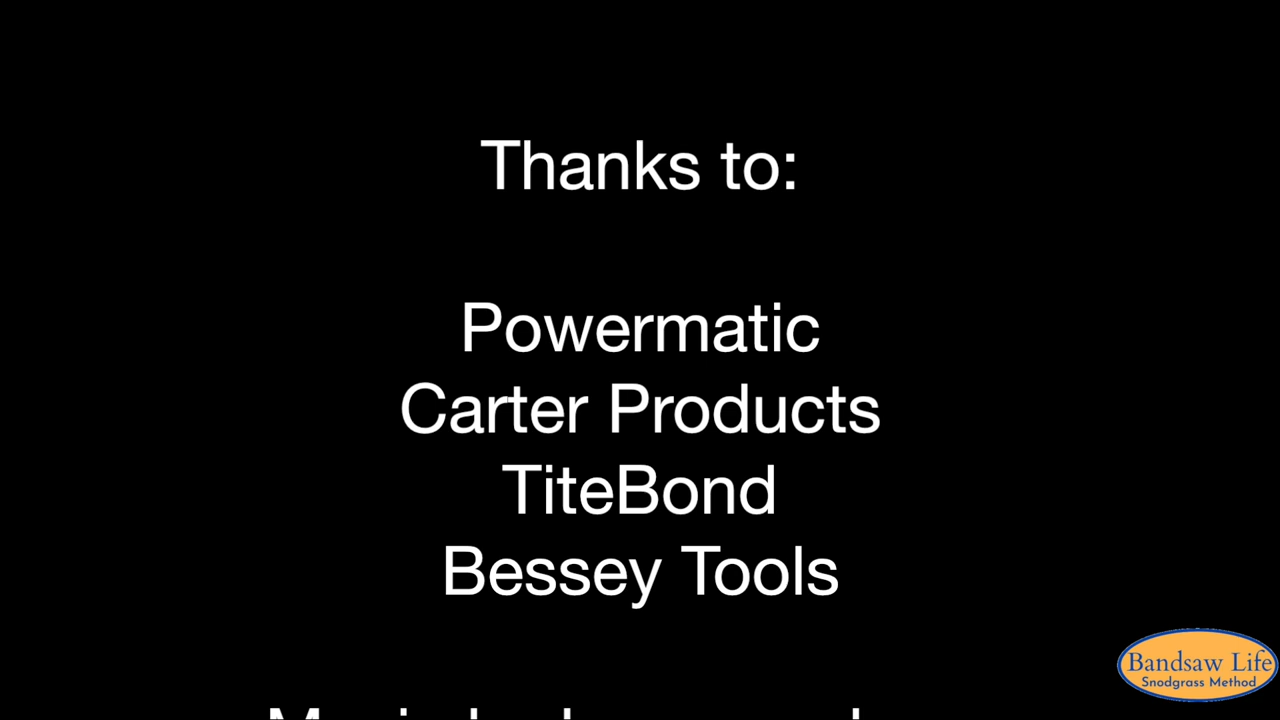 Thanks to:
Powermatic
Carter Products
TiteBond
Bessey Tools
Bandsaw Life
Snodgrass Method